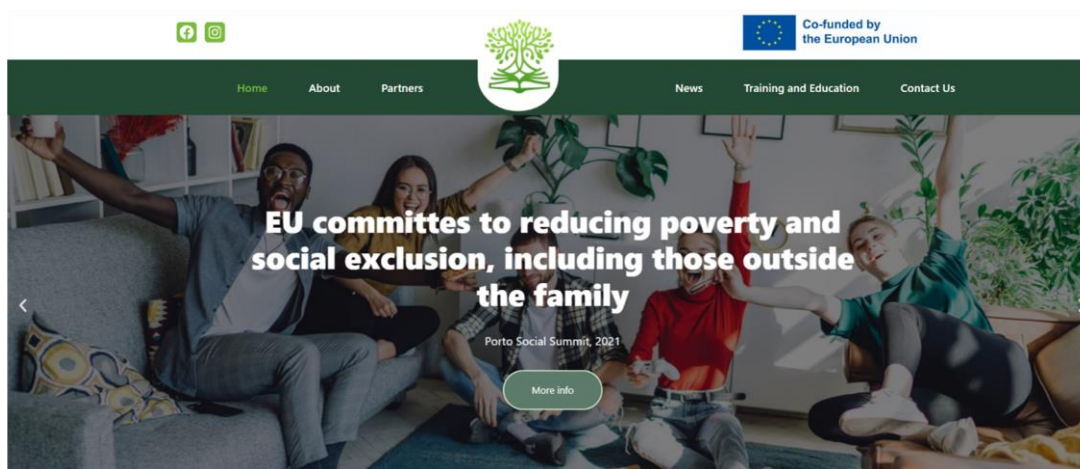 Co-funded by
the European Union
Home About Partners News Training and Education Contact Us
EU committes to reducing poverty and
social exclusion, including those outside
the family
Porto Social Summit, 2021
More info